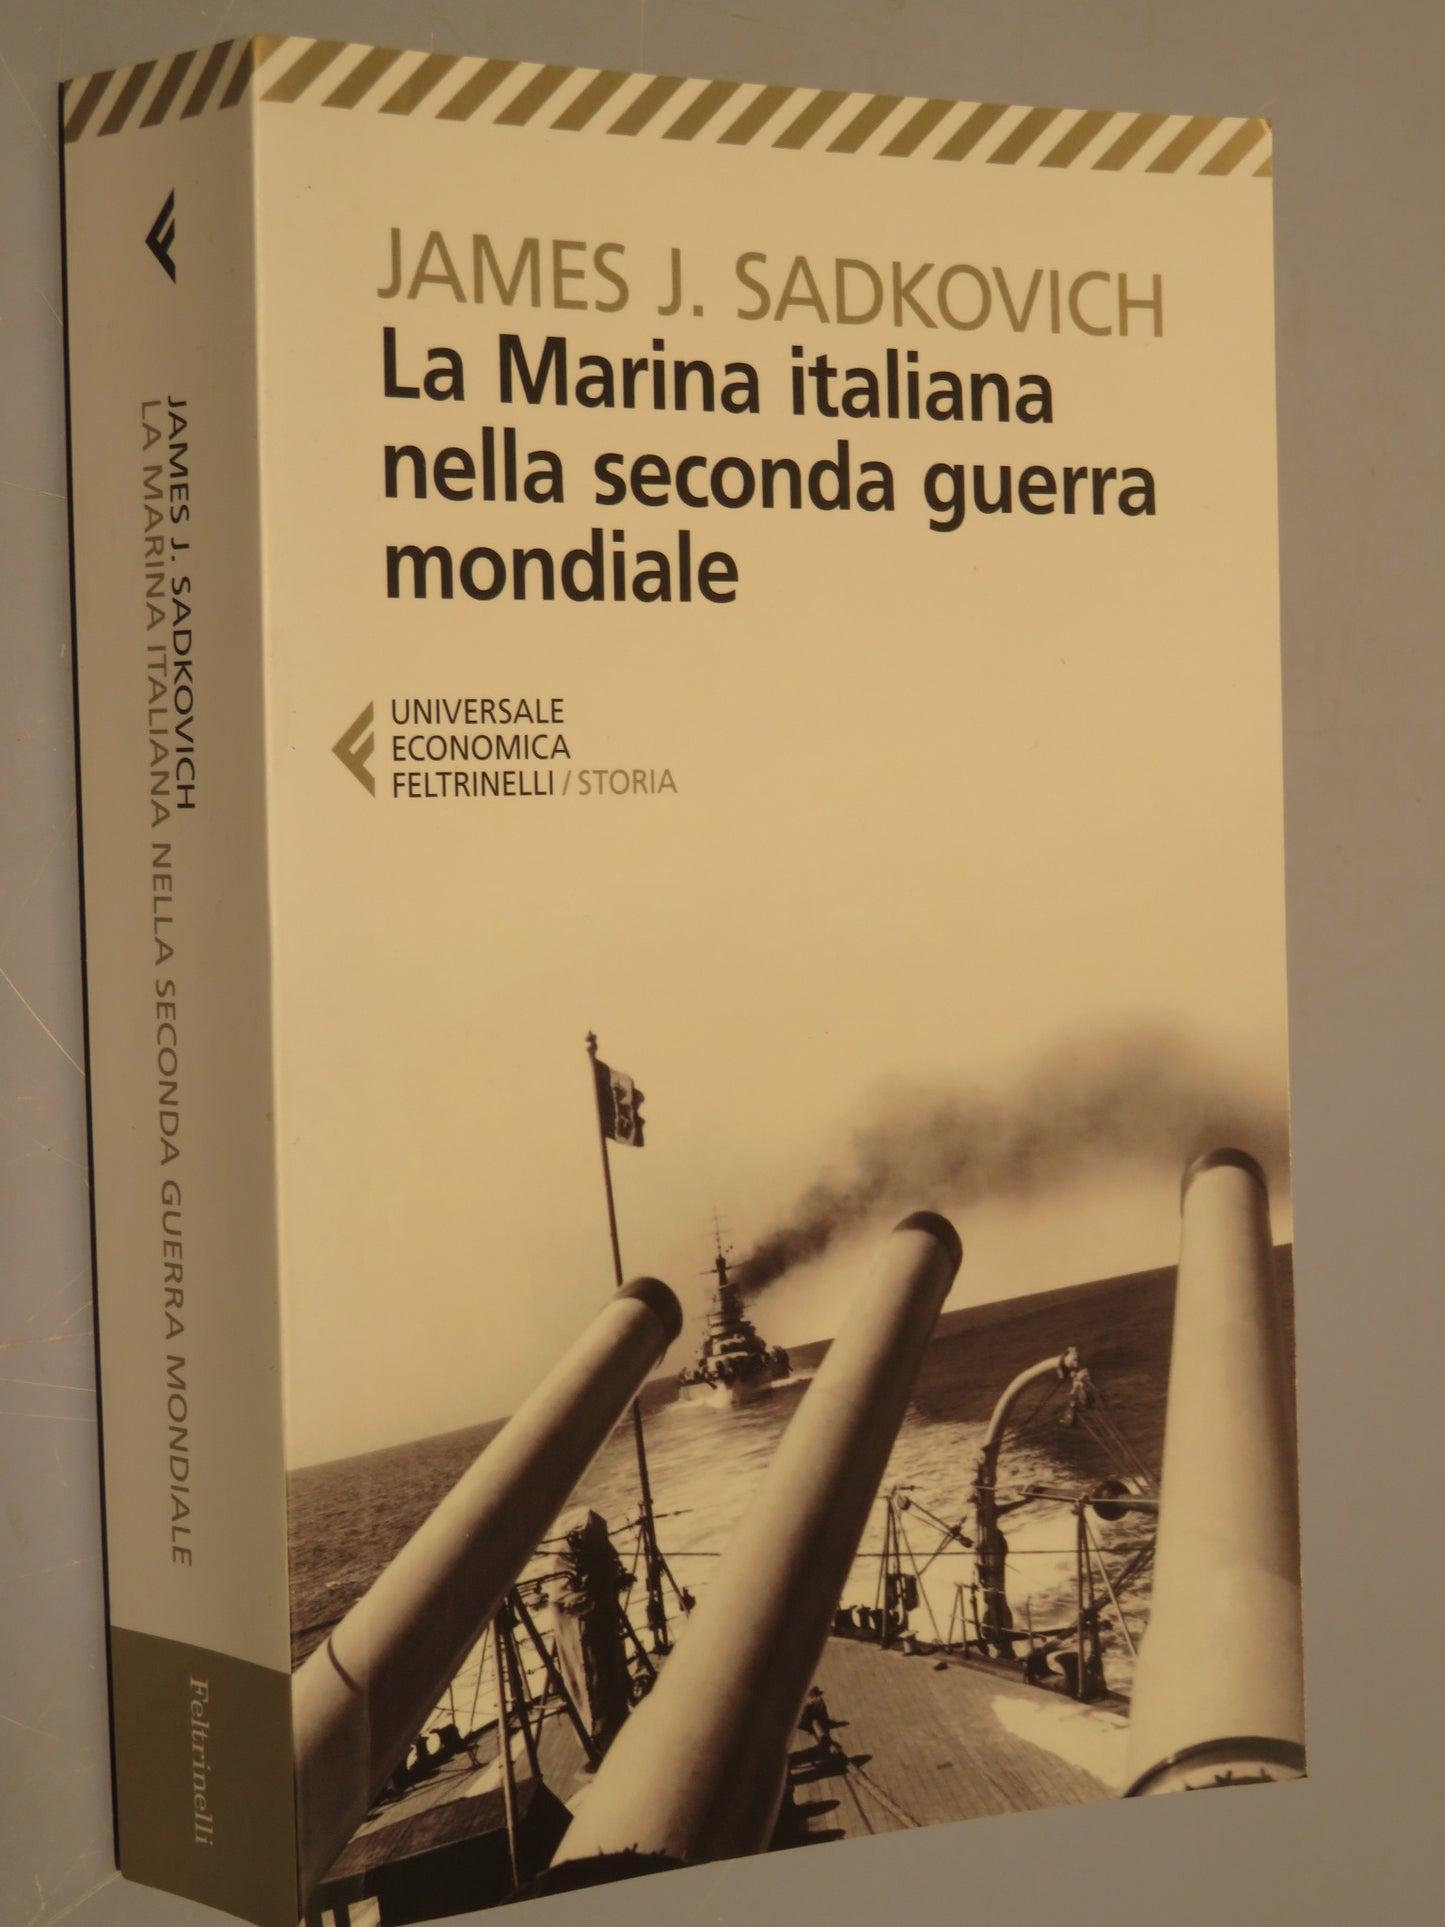 JAMES J. SADKOVICH
La Marina italiana
nella seconda guerra
mondiale
UNIVERSALE
ECONOMICA
FELTRINELLI / STORIA
JAMES J. SADKOVICH
LA MARINA ITALIANA NELLA SECONDA GUERRA MONDIALE
Feltrinelli